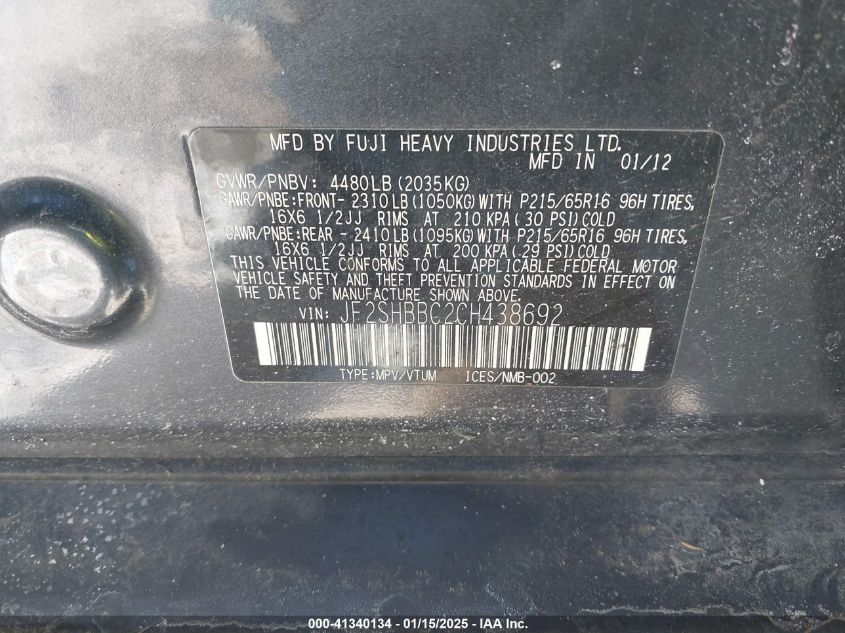 MFD BY FUJI HEAVY INDUSTRIES LTD.
MFD IN 01/12
GVWR/PNBV: 4480LB (2035KG)
GAWR/PNBE:FRONT- 2310 LB (1050KG) WITH P215/65R16 96H TIRES,
16X6 1/2JJ RIMS AT 210 KPA ( 30 PSI) COLD
GAWR/PNBE:REAR - 2410 LB (1095KG) WITH P215/65R16 96H TIRES,
16X6 1/2JJ RIMS AT 200 KPA ( 29 PSI) COLD
THIS VEHICLE CONFORMS TO ALL APPLICABLE FEDERAL MOTOR
VEHICLE SAFETY AND THEFT PREVENTION STANDARDS IN EFFECT ON
THE DATE OF MANUFACTURE SHOWN ABOVE.
VIN: JF2SHBBC2CH438692
TYPE:MPV/VTUM ICES/NMB-002
000-41340134 - 01/15/2025 - IAA Inc.